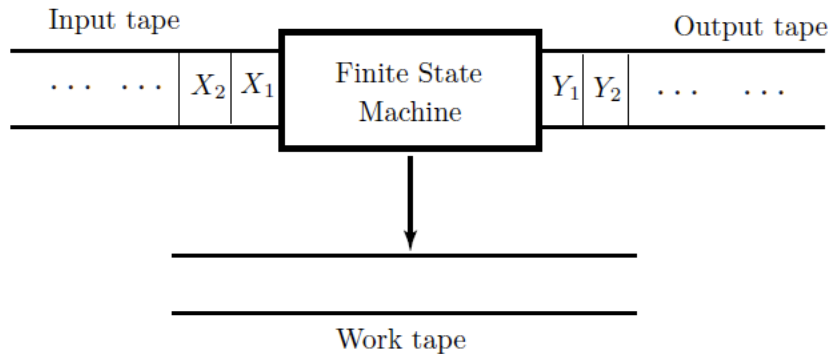 Input tape
Output tape
... ... X₂ X₁
Finite State
Machine
Y₁ Y₂ ... ...
Work tape